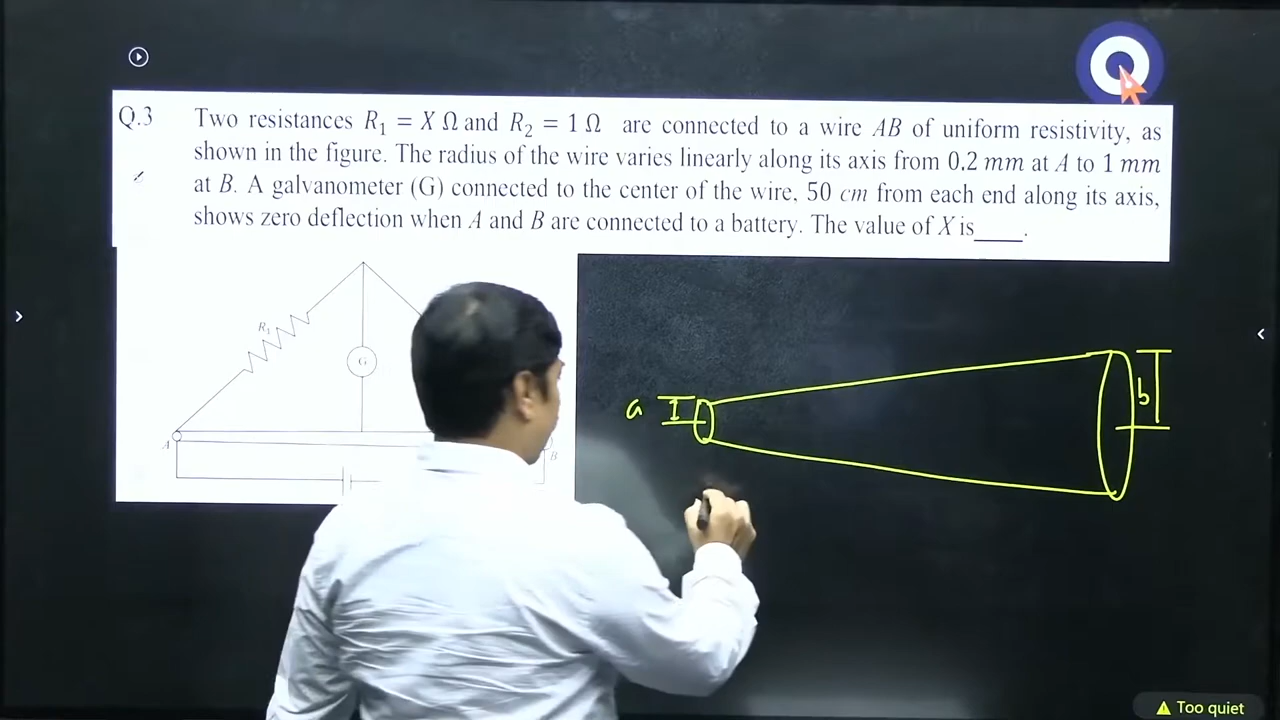 Q.3 Two resistances R₁ = X Ω and R₂ = 1 Ω are connected to a wire AB of uniform resistivity, as
shown in the figure. The radius of the wire varies linearly along its axis from 0.2 mm at A to 1 mm
at B. A galvanometer (G) connected to the center of the wire, 50 cm from each end along its axis,
shows zero deflection when A and B are connected to a battery. The value of X is____.
R₁
G
A
B
a
b
Too quiet